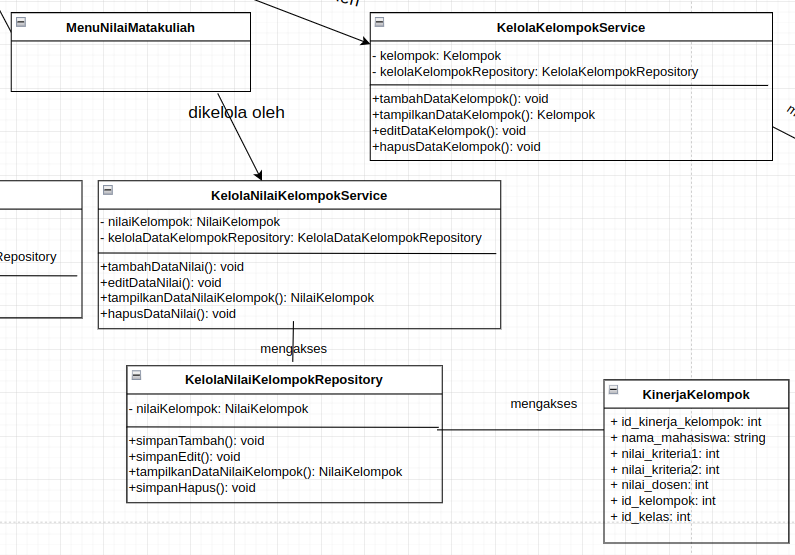 MenuNilaiMatakuliah
dikelola oleh
KelolaKelompokService
- kelompok: Kelompok
- kelolaKelompokRepository: KelolaKelompokRepository
+tambahDataKelompok(): void
+tampilkanDataKelompok(): Kelompok
+editDataKelompok(): void
+hapusDataKelompok(): void
Repository
KelolaNilaiKelompokService
- nilaiKelompok: NilaiKelompok
- kelolaDataKelompokRepository: KelolaDataKelompokRepository
+tambahDataNilai(): void
+editDataNilai(): void
+tampilkanDataNilaiKelompok(): NilaiKelompok
+hapusDataNilai(): void
mengakses
KelolaNilaiKelompokRepository
- nilaiKelompok: NilaiKelompok
+simpanTambah(): void
+simpanEdit(): void
+tampilkanDataNilaiKelompok(): NilaiKelompok
+simpanHapus(): void
mengakses
KinerjaKelompok
+ id_kinerja_kelompok: int
+ nama_mahasiswa: string
+ nilai_kriteria1: int
+ nilai_kriteria2: int
+ nilai_dosen: int
+ id_kelompok: int
+ id_kelas: int